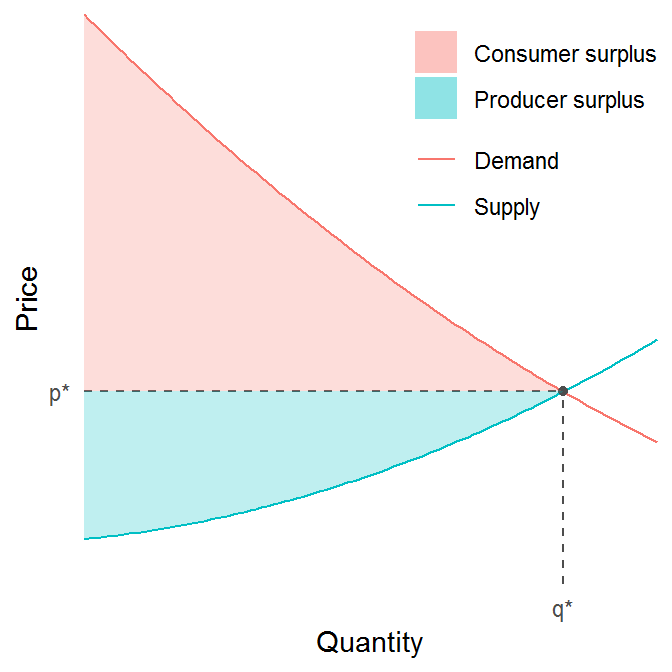 Consumer surplus
Producer surplus
Demand
Supply
Price
p*
q*
Quantity